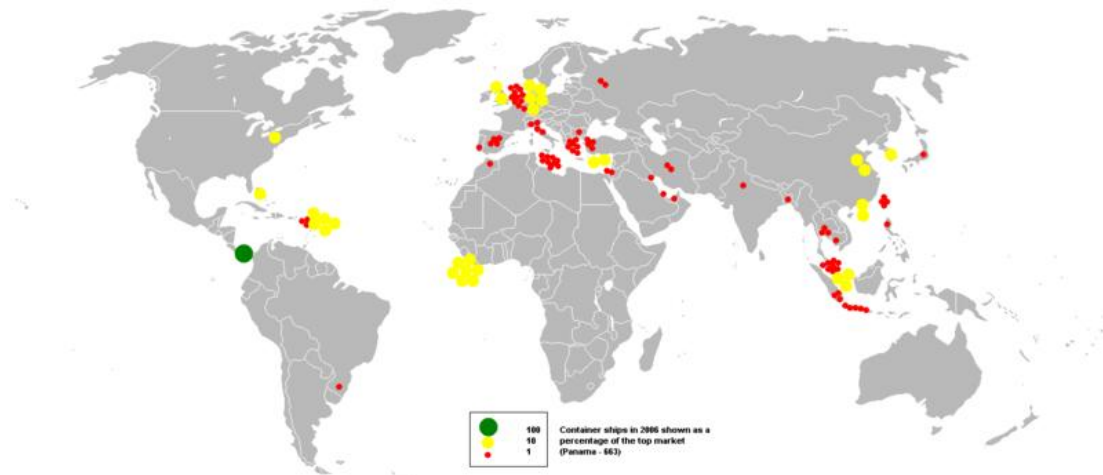 100
10
1
Container ships in 2006 shown as a
percentage of the top market
(Panama - 663)